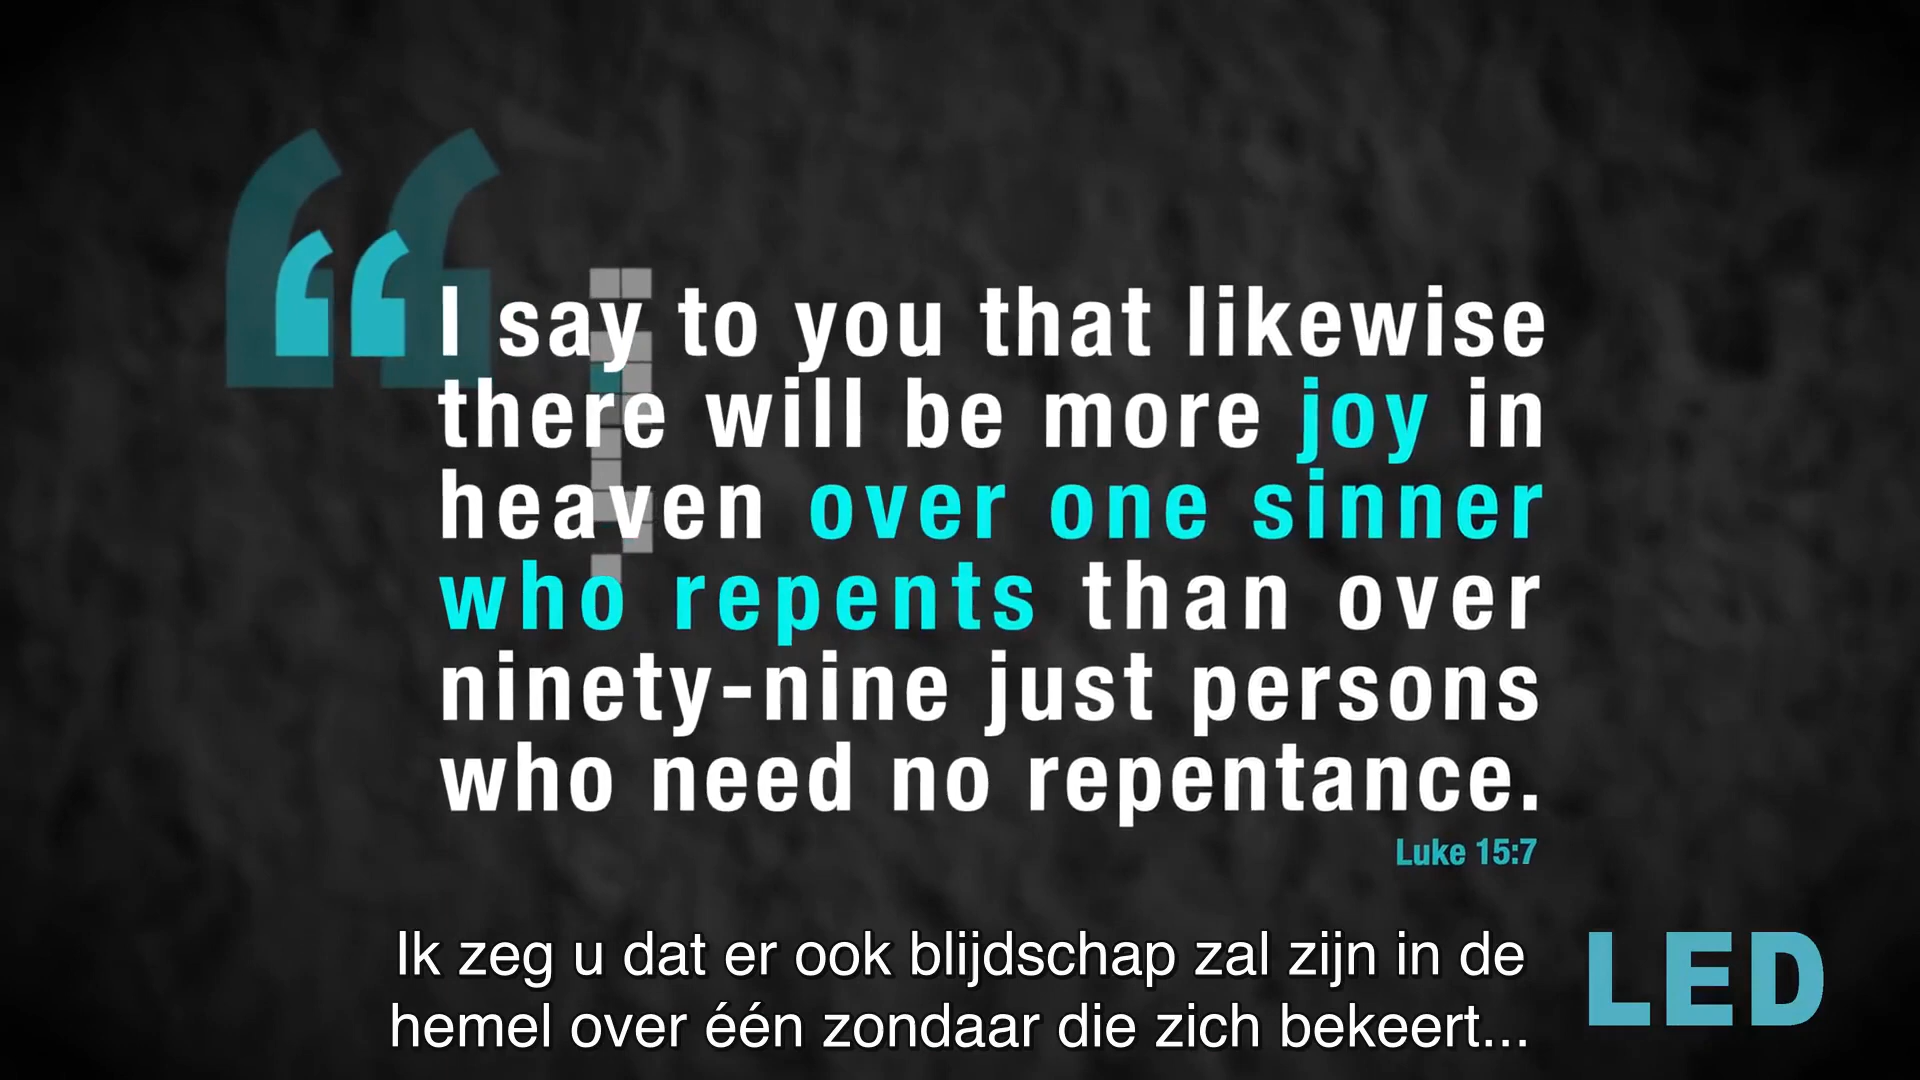 “I say to you that likewise
there will be more joy in
heaven over one sinner
who repents than over
ninety-nine just persons
who need no repentance.
Luke 15:7
Ik zeg u dat er ook blijdschap zal zijn in de
hemel over één zondaar die zich bekeert...
LED